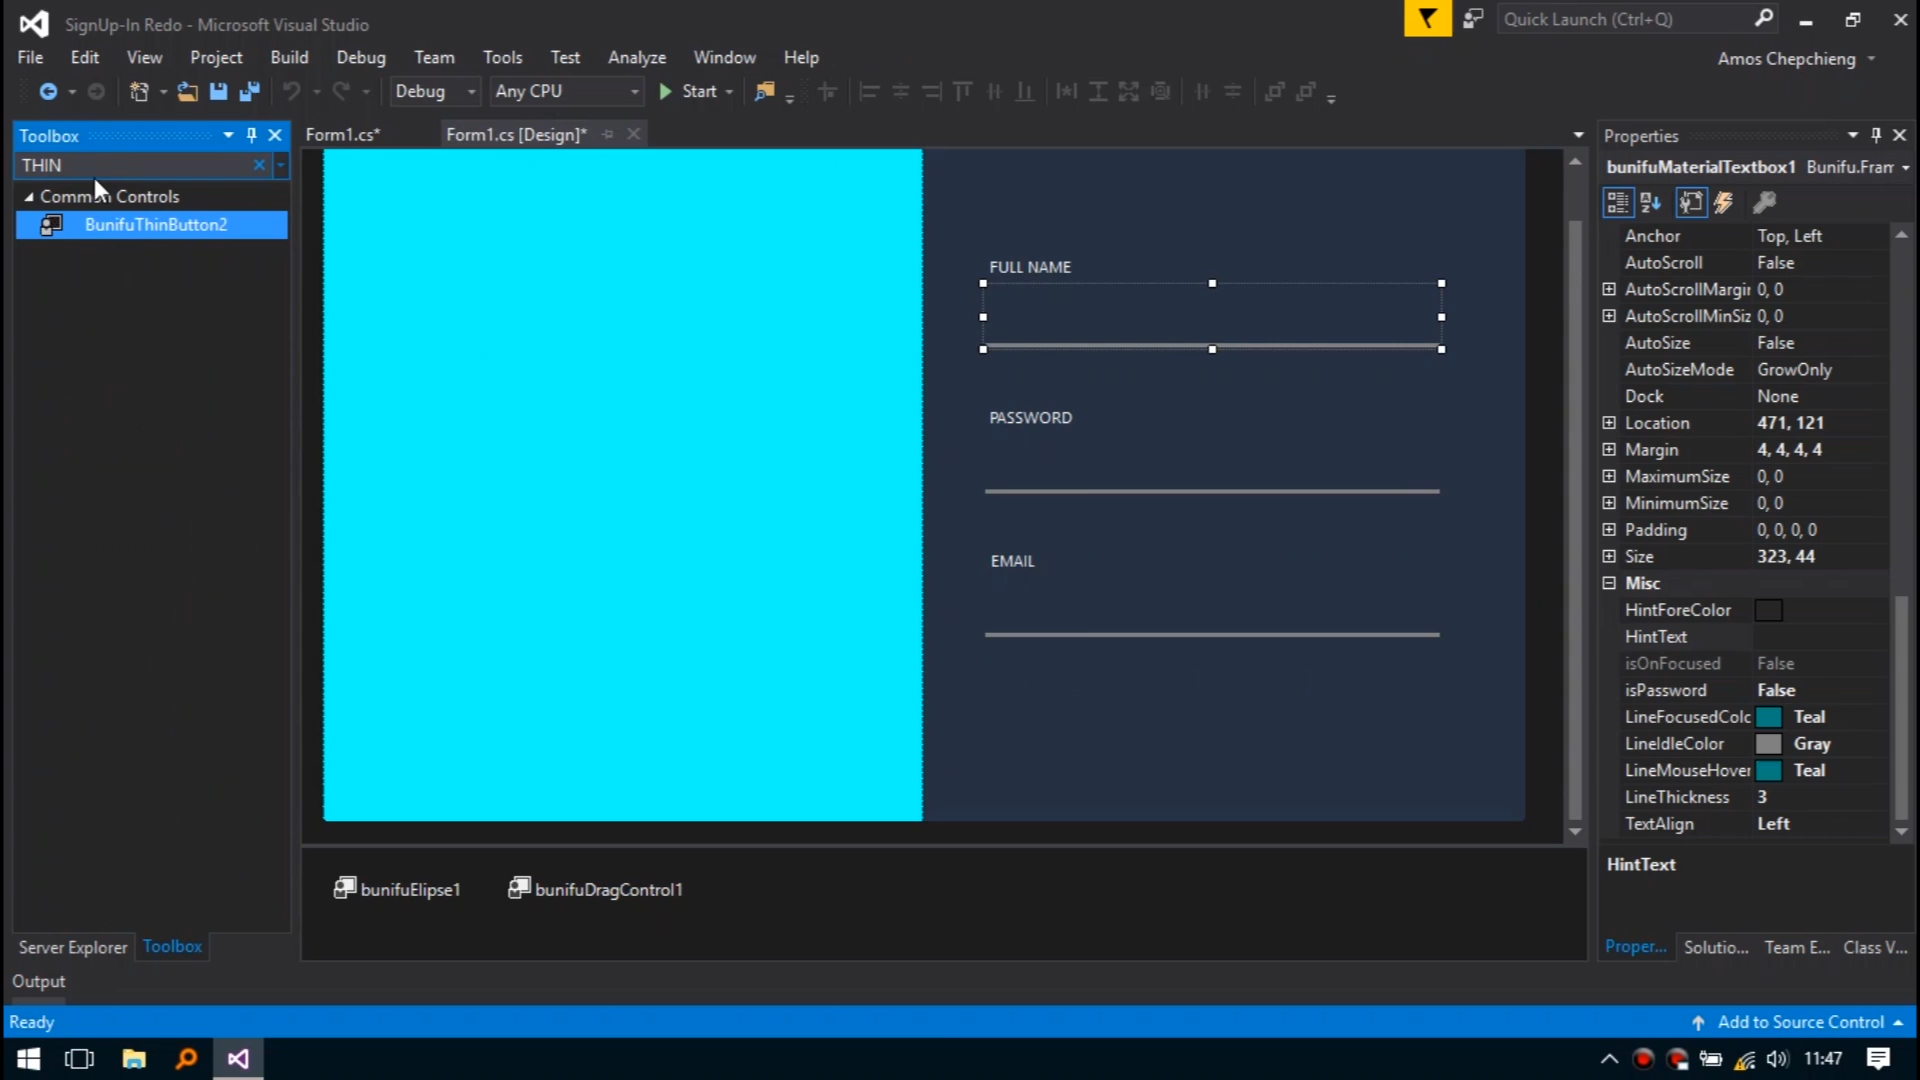 SignUp-In Redo - Microsoft Visual Studio
Quick Launch (Ctrl+Q)
File Edit View Project Build Debug Team Tools Test Analyze Window Help
Amos Chepchieng
Debug Any CPU Start
Toolbox
Form1.cs*
Form1.cs [Design]*
Properties
THIN
bunifuMaterialTextbox1 Bunifu.Fram
Common Controls
BunifuThinButton2
Anchor Top, Left
AutoScroll False
AutoScrollMargin 0, 0
AutoScrollMinSiz 0, 0
AutoSize False
AutoSizeMode GrowOnly
Dock None
Location 471, 121
Margin 4, 4, 4, 4
MaximumSize 0, 0
MinimumSize 0, 0
Padding 0, 0, 0, 0
Size 323, 44
Misc
HintForeColor
HintText
isOnFocused False
isPassword False
LineFocusedColc Teal
LineIdleColor Gray
LineMouseHover Teal
LineThickness 3
TextAlign Left
HintText
FULL NAME
PASSWORD
EMAIL
bunifuElipse1
bunifuDragControl1
Server Explorer Toolbox
Proper... Solutio... Team E... Class V...
Output
Ready
Add to Source Control
11:47